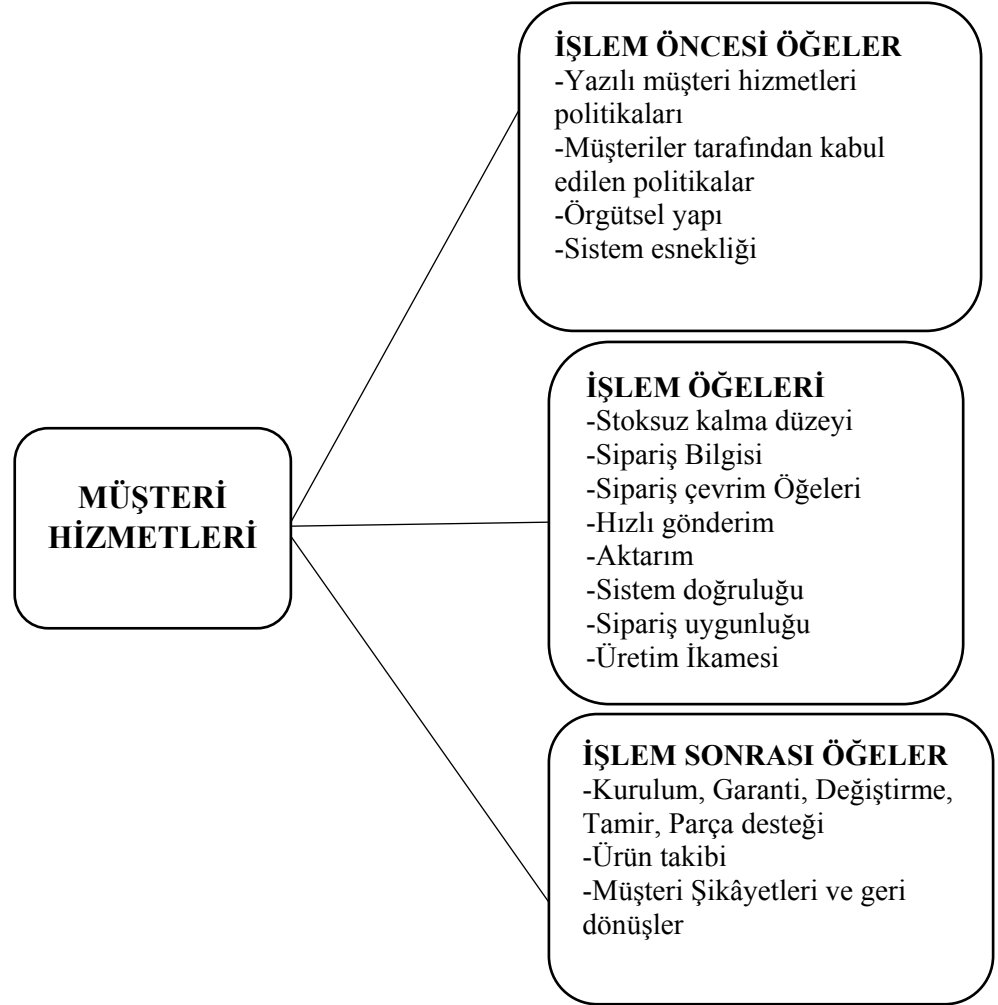 MÜŞTERİ
HİZMETLERİ
İŞLEM ÖNCESİ ÖĞELER
-Yazılı müşteri hizmetleri
politikaları
-Müşteriler tarafından kabul
edilen politikalar
-Örgütsel yapı
-Sistem esnekliği
İŞLEM ÖĞELERİ
-Stoksuz kalma düzeyi
-Sipariş Bilgisi
-Sipariş çevrim Öğeleri
-Hızlı gönderim
-Aktarım
-Sistem doğruluğu
-Sipariş uygunluğu
-Üretim İkamesi
İŞLEM SONRASI ÖĞELER
-Kurulum, Garanti, Değiştirme,
Tamir, Parça desteği
-Ürün takibi
-Müşteri Şikâyetleri ve geri
dönüşler